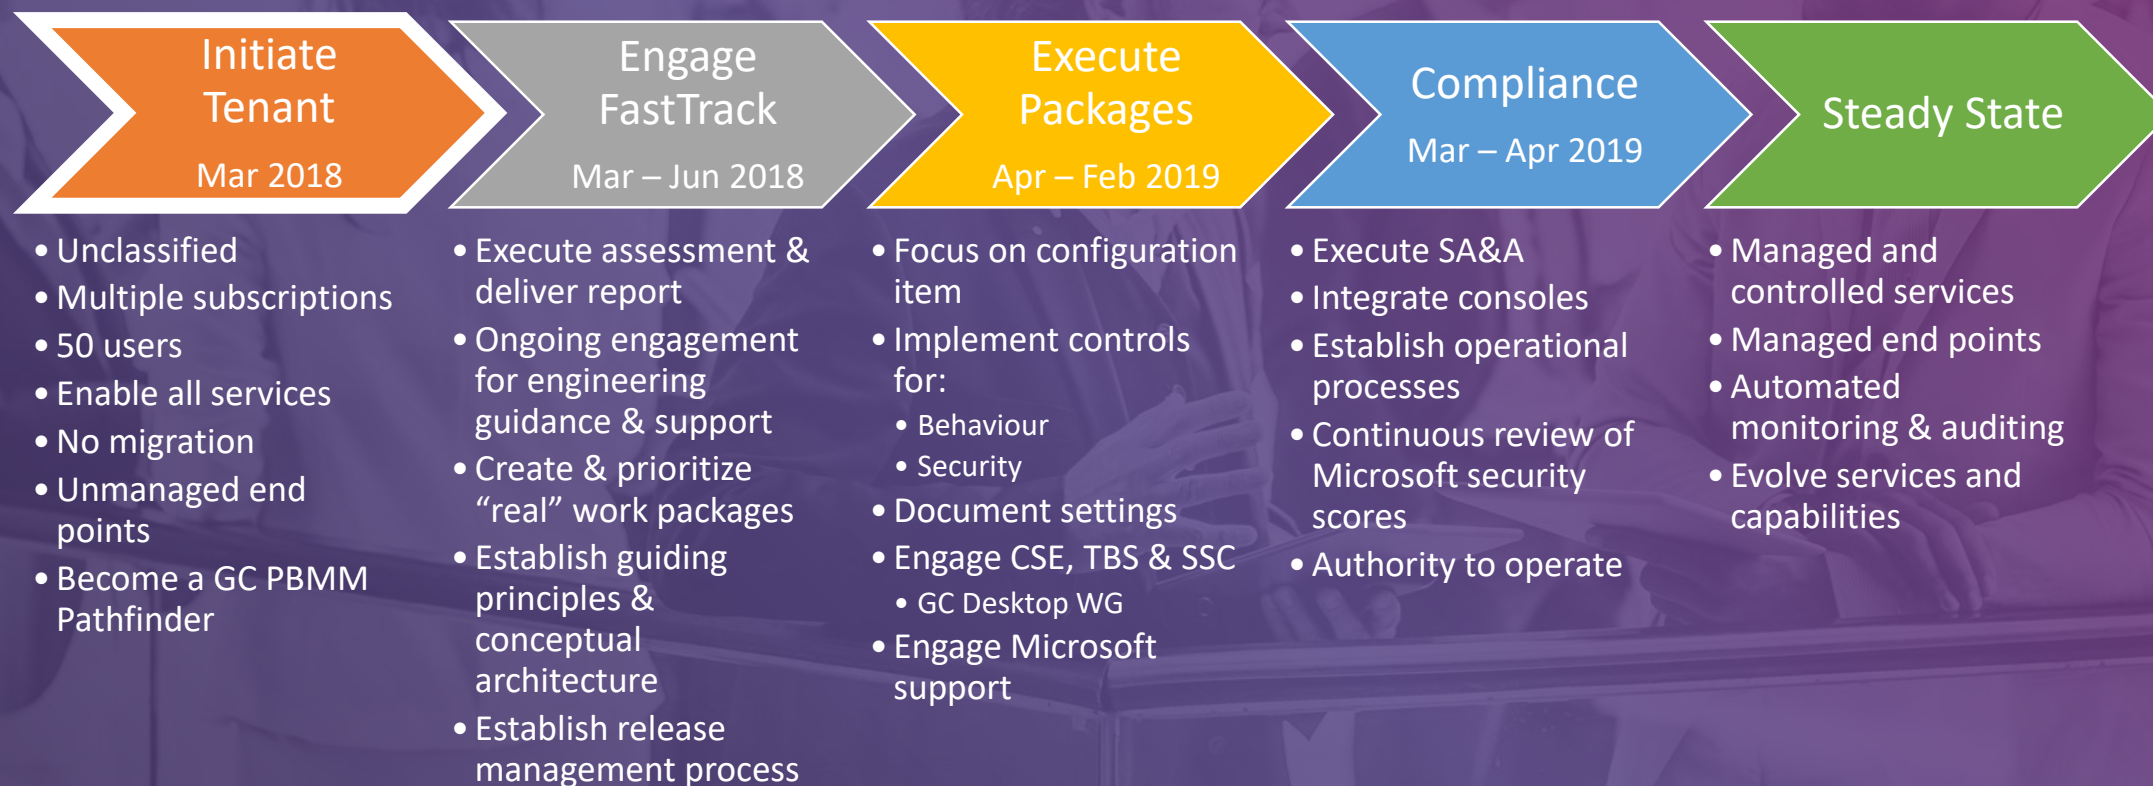 Initiate
Tenant
Mar 2018
• Unclassified
• Multiple subscriptions
• 50 users
• Enable all services
• No migration
• Unmanaged end
points
• Become a GC PBMM
Pathfinder
Engage
FastTrack
Mar – Jun 2018
• Execute assessment &
deliver report
• Ongoing engagement
for engineering
guidance & support
• Create & prioritize
“real” work packages
• Establish guiding
principles &
conceptual
architecture
• Establish release
management process
Execute
Packages
Apr – Feb 2019
• Focus on configuration
item
• Implement controls
for:
• Behaviour
• Security
• Document settings
• Engage CSE, TBS & SSC
• GC Desktop WG
• Engage Microsoft
support
Compliance
Mar – Apr 2019
• Execute SA&A
• Integrate consoles
• Establish operational
processes
• Continuous review of
Microsoft security
scores
• Authority to operate
Steady State
• Managed and
controlled services
• Managed end points
• Automated
monitoring & auditing
• Evolve services and
capabilities